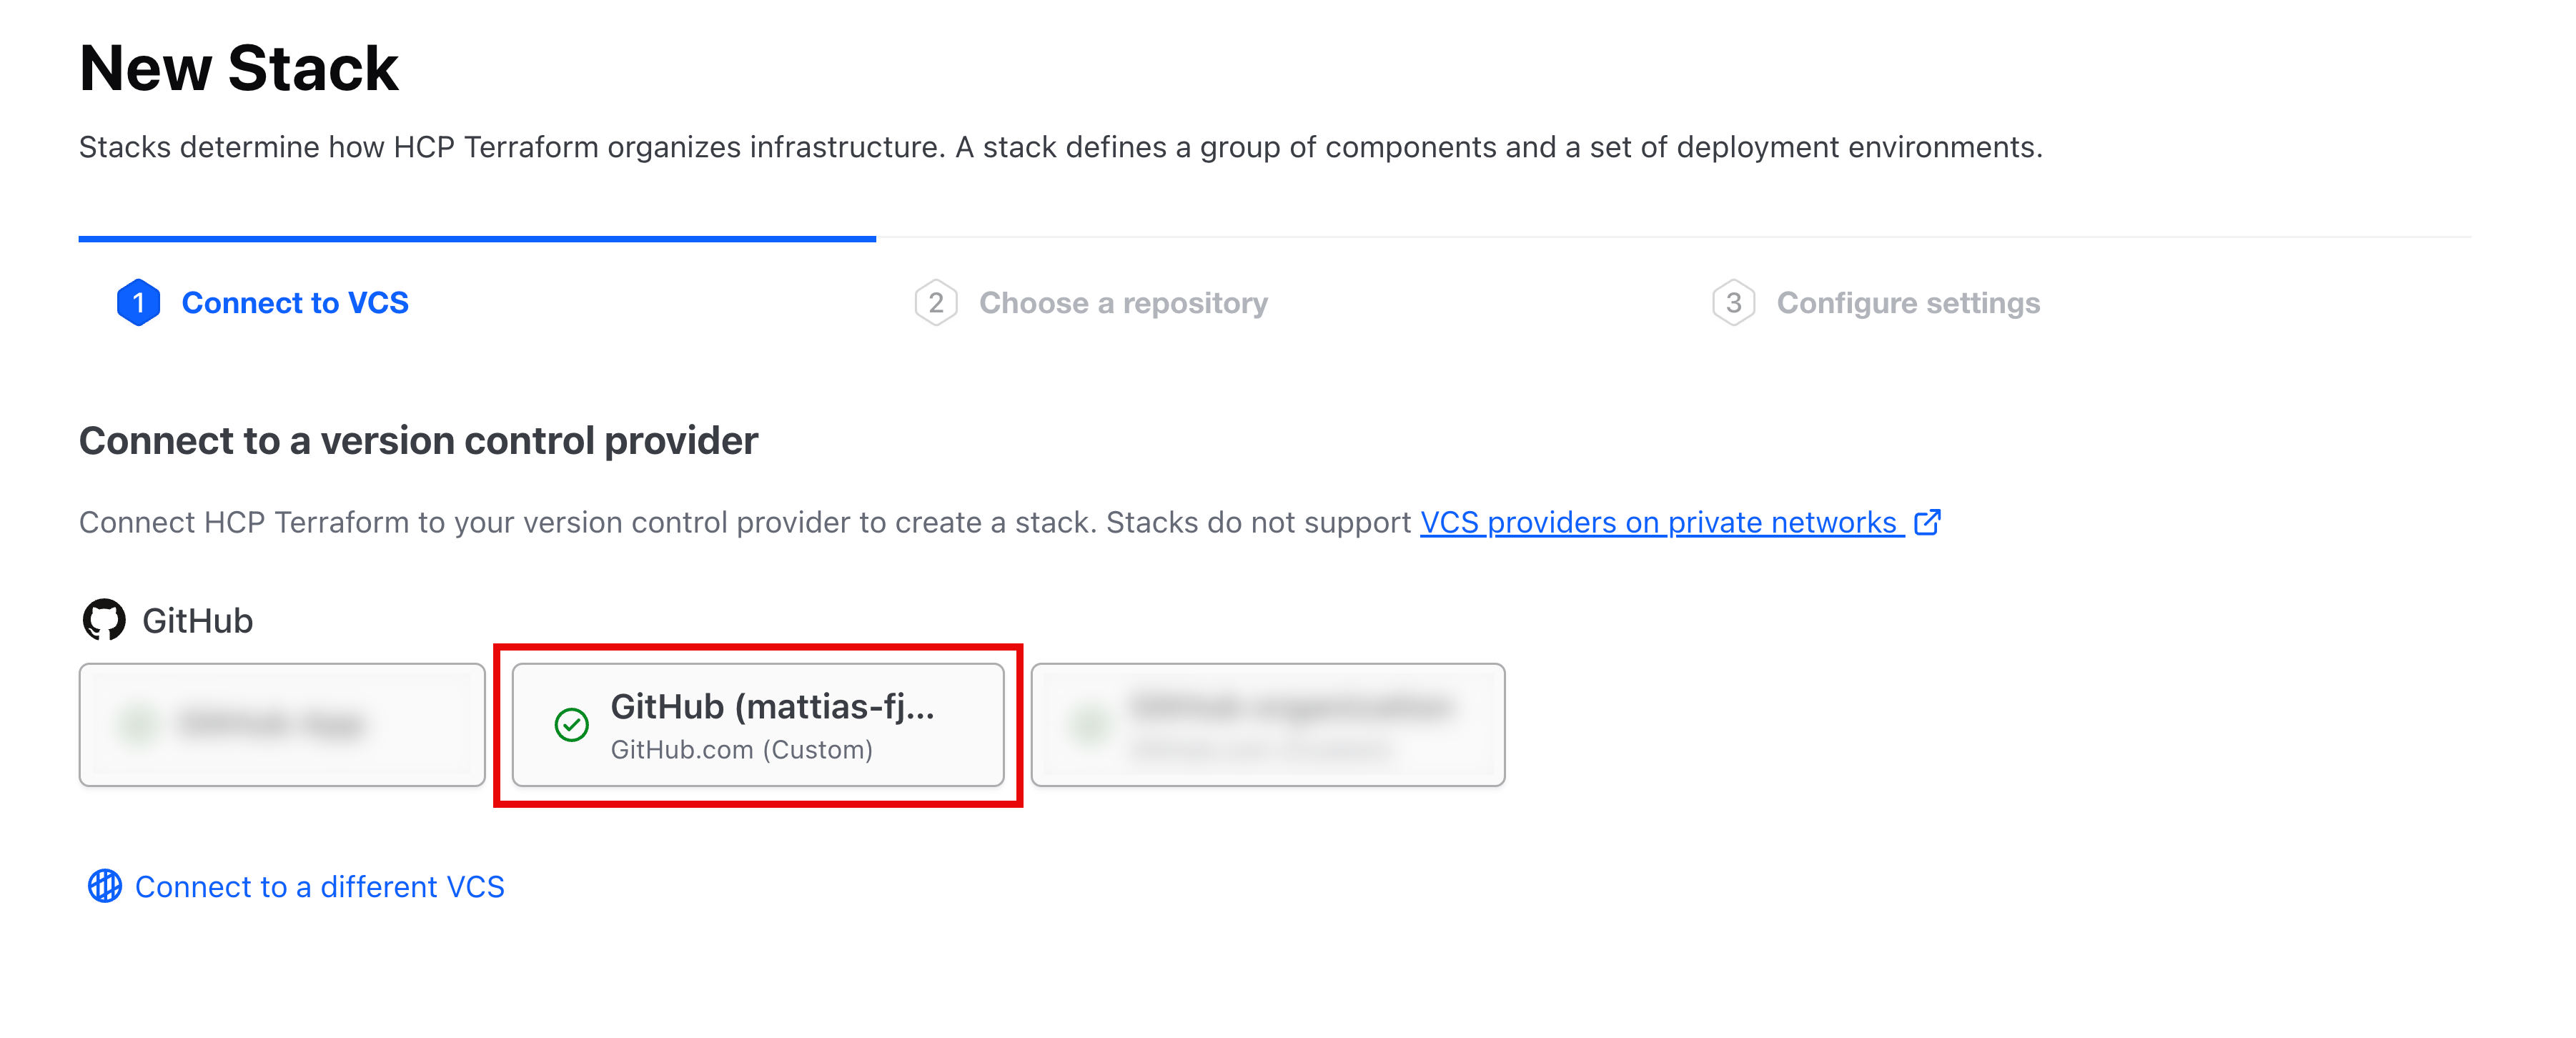 New Stack
Stacks determine how HCP Terraform organizes infrastructure. A stack defines a group of components and a set of deployment environments.
1 Connect to VCS
2 Choose a repository
3 Configure settings
Connect to a version control provider
Connect HCP Terraform to your version control provider to create a stack. Stacks do not support VCS providers on private networks
GitHub
GitHub (mattias-fj...
GitHub.com (Custom)
Connect to a different VCS